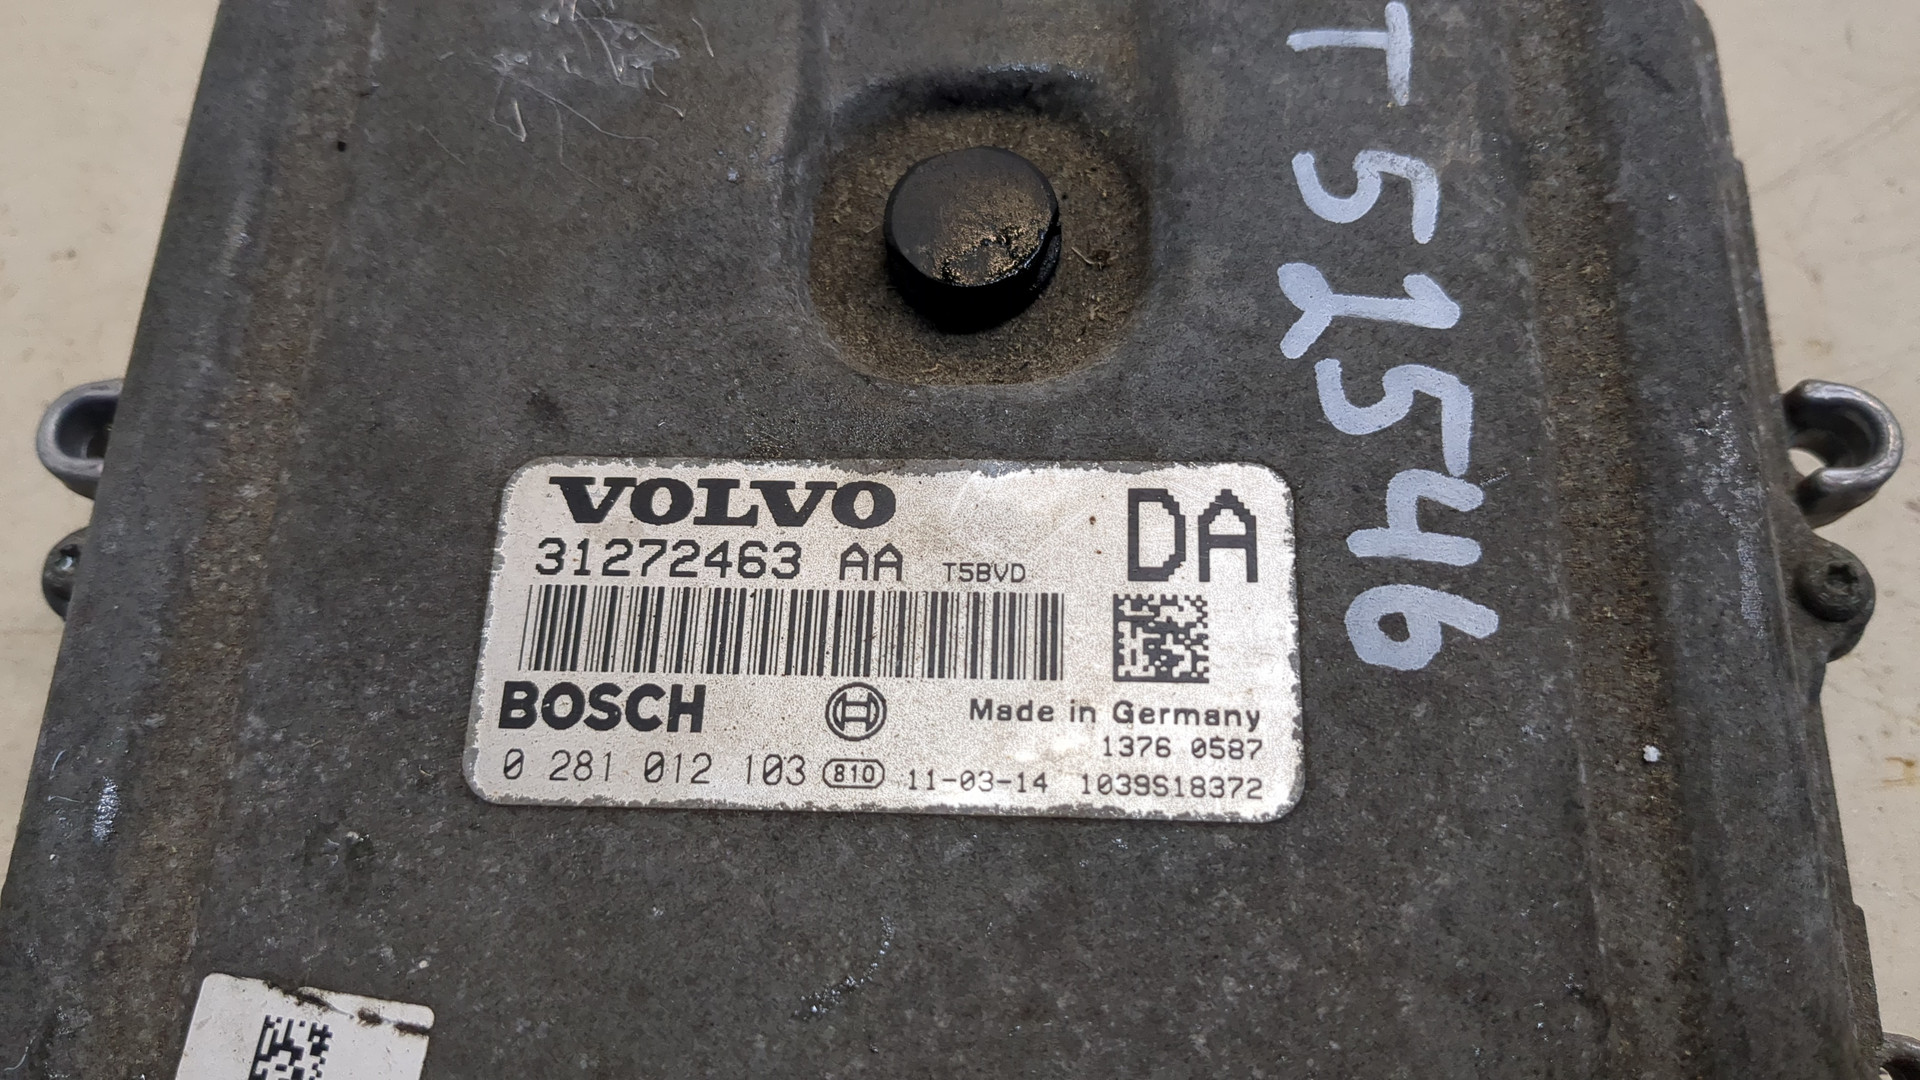 VOLVO
31272463 AA T5BVD
DA
BOSCH
Made in Germany
1376 0587
0 281 012 103 810 11-03-14 1039S18372
T-51546